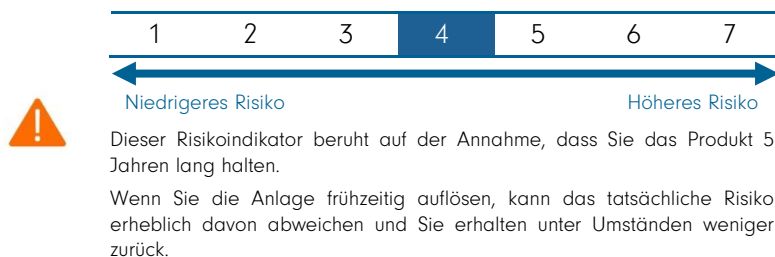 1 2 3 4 5 6 7
Niedrigeres Risiko Höheres Risiko
Dieser Risikoindikator beruht auf der Annahme, dass Sie das Produkt 5
Jahren lang halten.
Wenn Sie die Anlage frühzeitig auflösen, kann das tatsächliche Risiko
erheblich davon abweichen und Sie erhalten unter Umständen weniger
zurück.